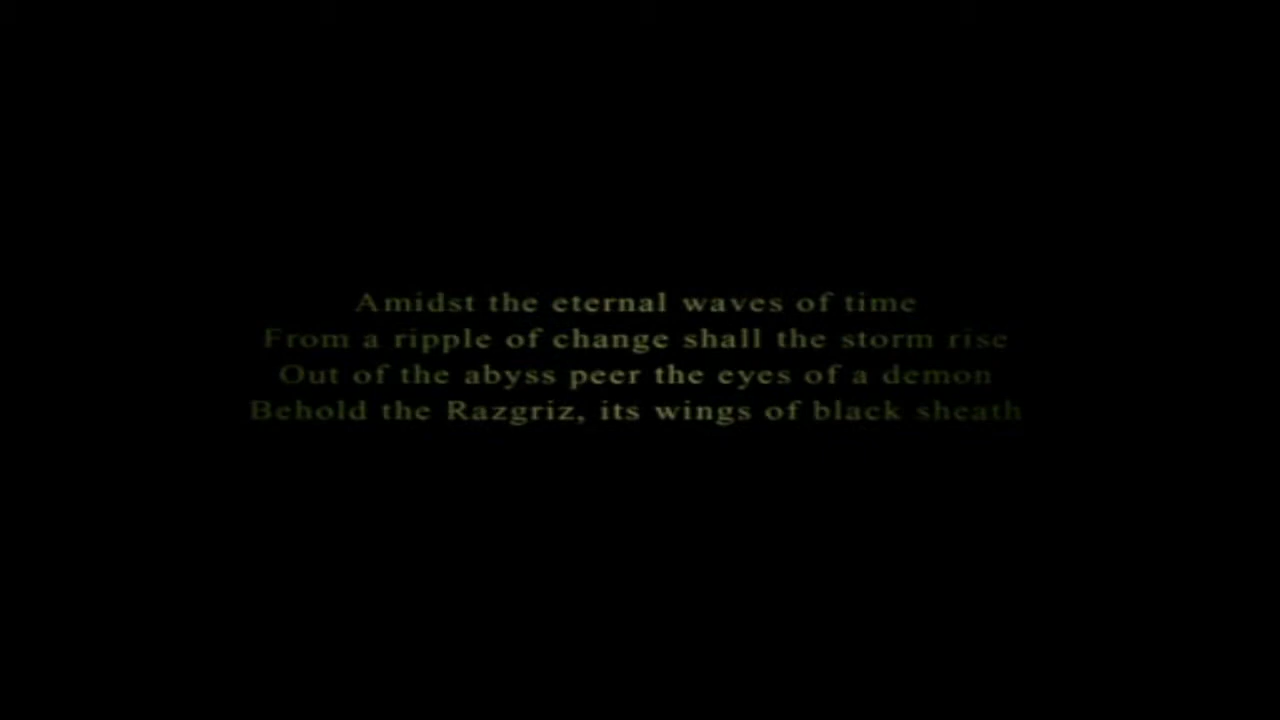 Amidst the eternal waves of time
From a ripple of change shall the storm rise
Out of the abyss peer the eyes of a demon
Behold the Razgriz, its wings of black sheath